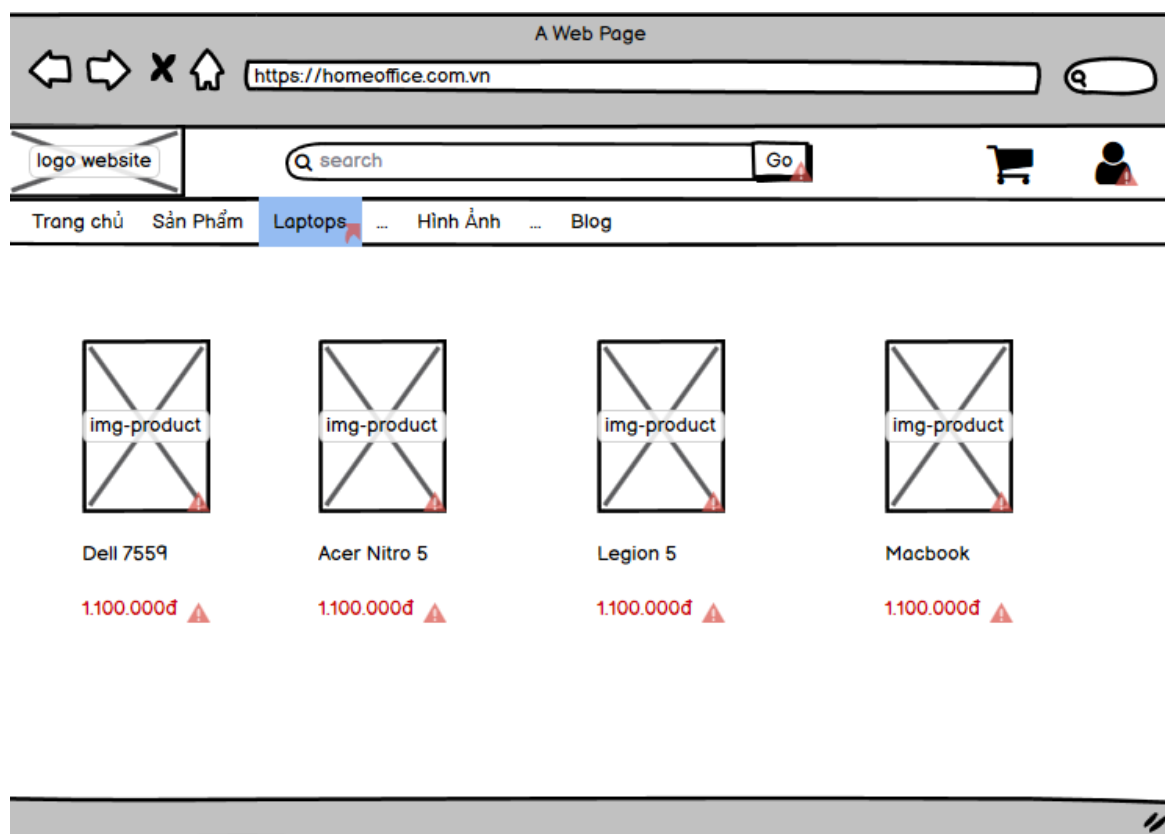 A Web Page
https://homeoffice.com.vn
logo website
search
Go
Trang chủ Sản Phẩm Laptops ... Hình Ảnh ... Blog
img-product img-product img-product img-product
Dell 7559 Acer Nitro 5 Legion 5 Macbook
1.100.000đ 1.100.000đ 1.100.000đ 1.100.000đ